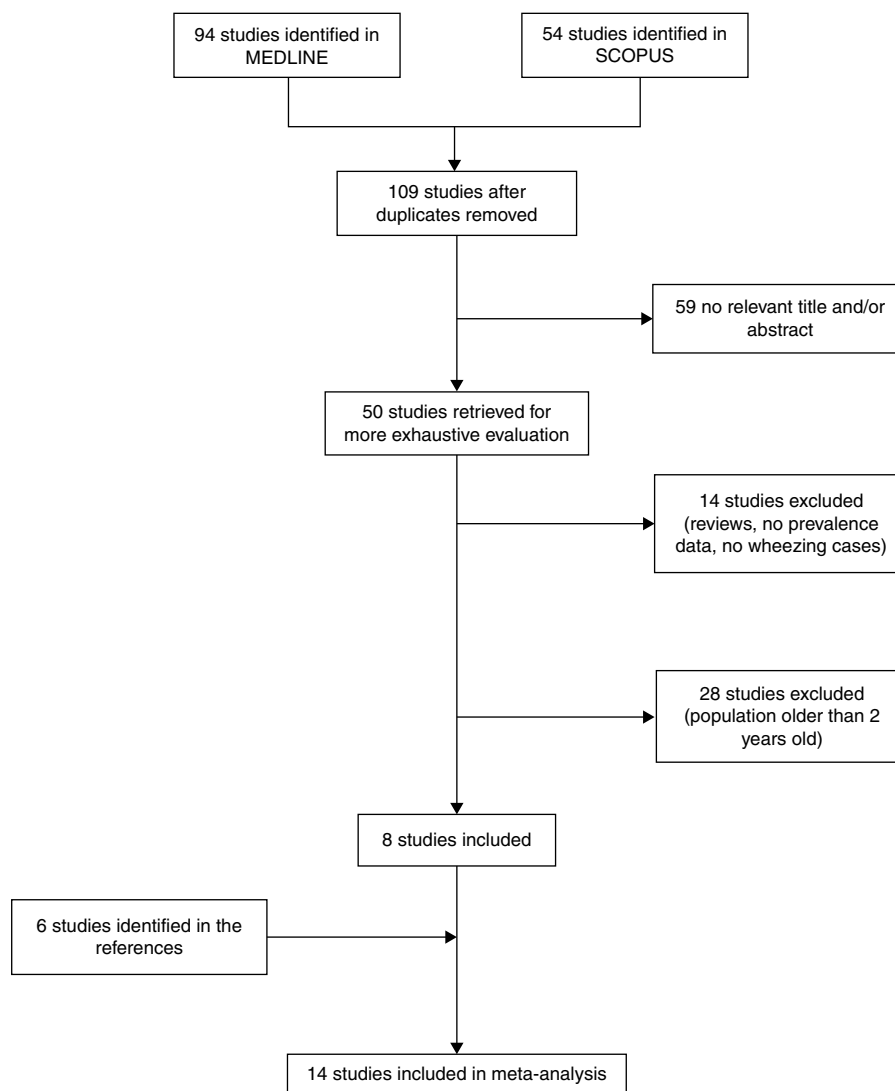 94 studies identified in
MEDLINE
54 studies identified in
SCOPUS
109 studies after
duplicates removed
59 no relevant title and/or
abstract
50 studies retrieved for
more exhaustive evaluation
14 studies excluded
(reviews, no prevalence
data, no wheezing cases)
28 studies excluded
(population older than 2
years old)
8 studies included
6 studies identified in the
references
14 studies included in meta-analysis